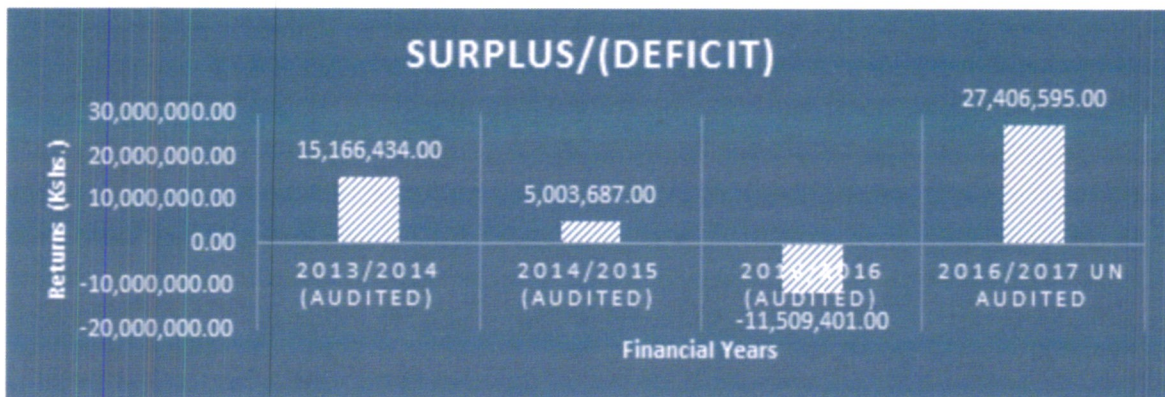 SURPLUS/(DEFICIT)
Returns (Kshs.)
30,000,000.00
20,000,000.00
10,000,000.00
0.00
-10,000,000.00
-20,000,000.00
15,166,434.00
5,003,687.00
-11,509,401.00
27,406,595.00
2013/2014
(AUDITED)
2014/2015
(AUDITED)
2015/2016
(AUDITED)
2016/2017 UN
AUDITED
Financial Years